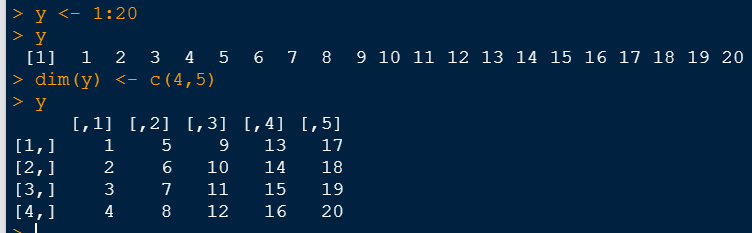 > y <- 1:20
> y
 [1]  1  2  3  4  5  6  7  8  9 10 11 12 13 14 15 16 17 18 19 20
> dim(y) <- c(4,5)
> y
     [,1] [,2] [,3] [,4] [,5]
[1,]    1    5    9   13   17
[2,]    2    6   10   14   18
[3,]    3    7   11   15   19
[4,]    4    8   12   16   20
>